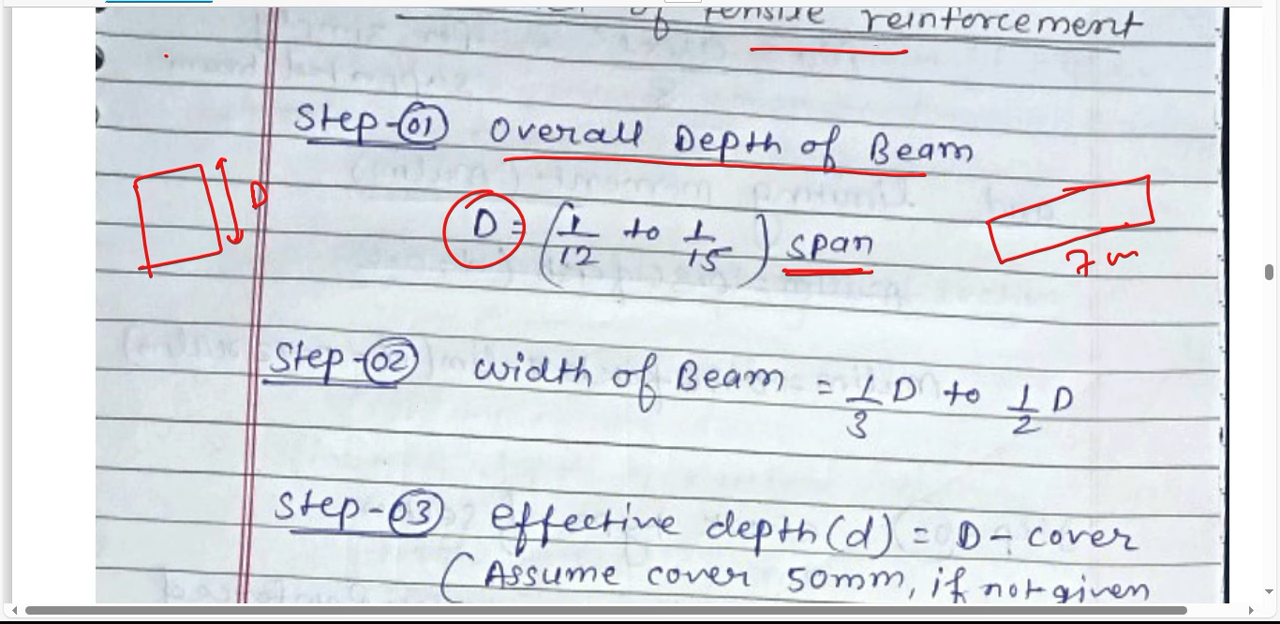 of tensile reinforcement
Step-01 Overall Depth of Beam
D
D = (1/12 to 1/15) span
7 m
Step-02 width of Beam = 1/3 D to 1/2 D
Step-03 effective depth (d) = D - cover
(Assume cover 50mm, if not given